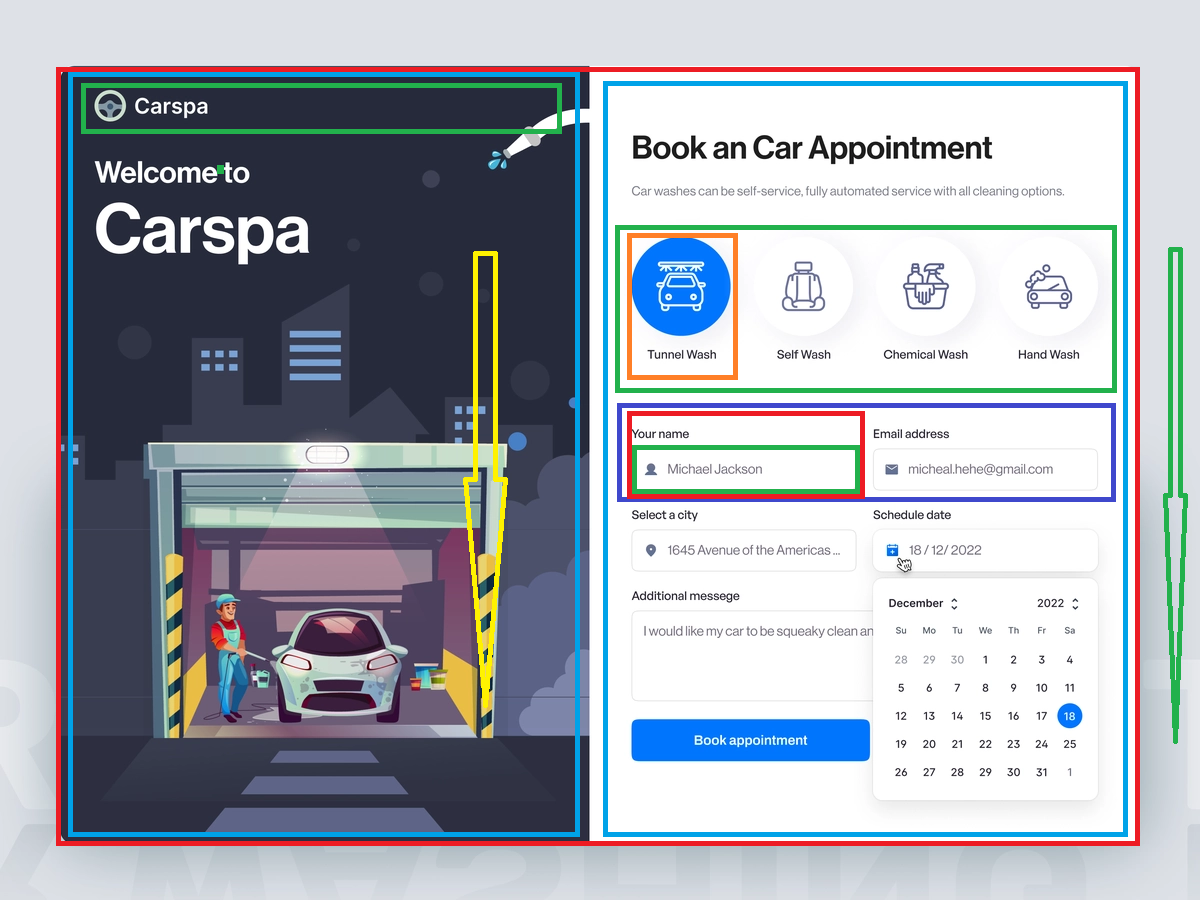 Carspa
Welcome to
Carspa
Book an Car Appointment
Car washes can be self-service, fully automated service with all cleaning options.
Tunnel Wash
Self Wash
Chemical Wash
Hand Wash
Your name
Email address
Michael Jackson
micheal.hehe@gmail.com
Select a city
Schedule date
1645 Avenue of the Americas ...
18 / 12/ 2022
Additional messege
I would like my car to be squeaky clean an
December 2022
Su Mo Tu We Th Fr Sa
28 29 30 1 2 3 4
5 6 7 8 9 10 11
12 13 14 15 16 17 18
19 20 21 22 23 24 25
26 27 28 29 30 31 1
Book appointment